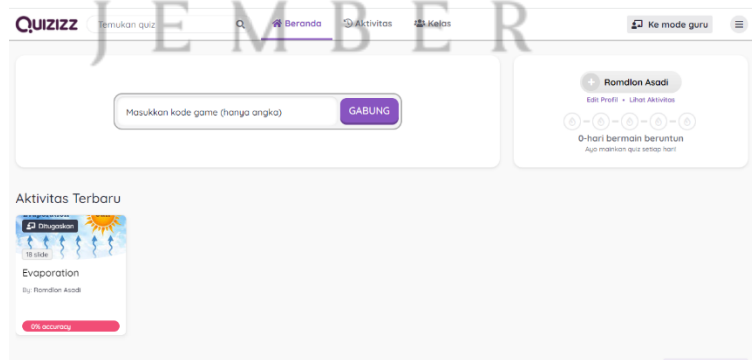 QUIZIZZ Temukan quiz Beranda Aktivitas Kelas Ke mode guru
JEMBER
Masukkan kode game (hanya angka) GABUNG
Romdlon Asadi
Edit Profil • Lihat Aktivitas
0-hari bermain beruntun
Ayo mainkan quiz setiap hari!
Aktivitas Terbaru
Ditugaskan
18 slide
Evaporation
By: Romdlon Asadi
0% accuracy